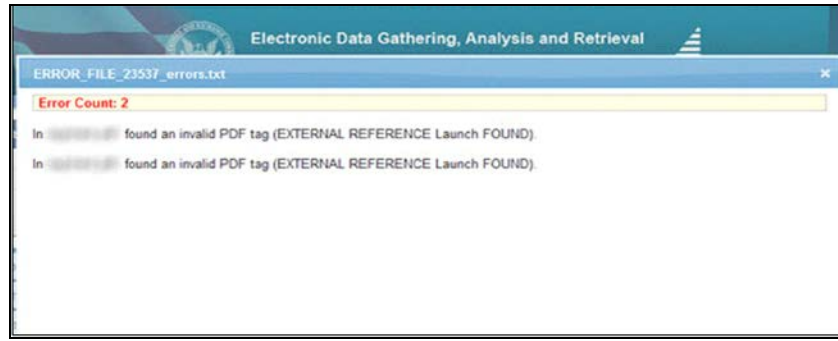 Electronic Data Gathering, Analysis and Retrieval
ERROR_FILE_23537_errors.txt ×
Error Count: 2
In found an invalid PDF tag (EXTERNAL REFERENCE Launch FOUND).
In found an invalid PDF tag (EXTERNAL REFERENCE Launch FOUND).